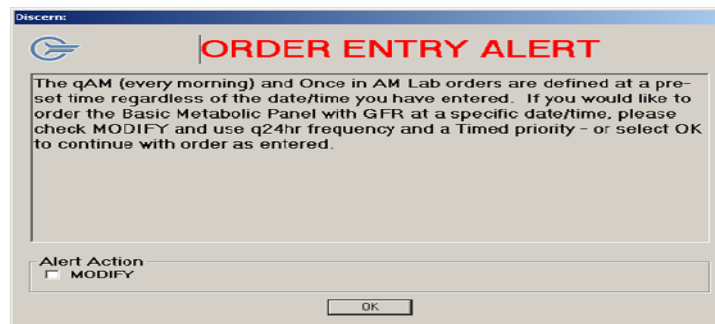 Discern:
ORDER ENTRY ALERT
The qAM (every morning) and Once in AM Lab orders are defined at a pre-
set time regardless of the date/time you have entered. If you would like to
order the Basic Metabolic Panel with GFR at a specific date/time, please
check MODIFY and use q24hr frequency and a Timed priority - or select OK
to continue with order as entered.
Alert Action
MODIFY
OK